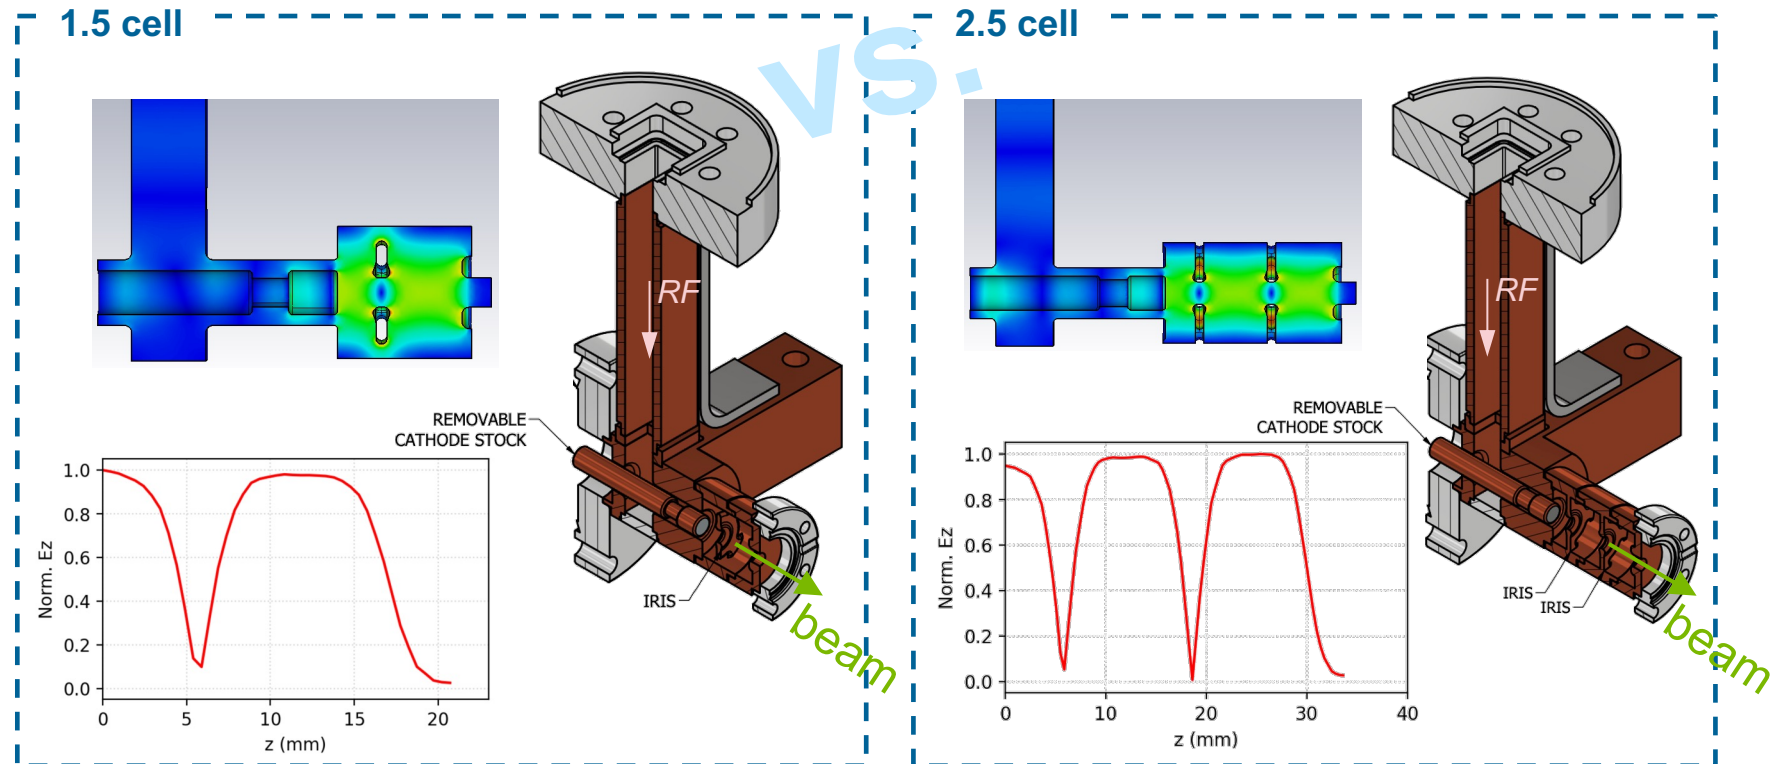 1.5 cell
vs.
2.5 cell
RF
REMOVABLE
CATHODE STOCK
IRIS
beam
1.0
0.8
0.6
0.4
0.2
0.0
Norm. Ez
0 5 10 15 20
z (mm)
RF
REMOVABLE
CATHODE STOCK
IRIS
IRIS
beam
1.0
0.8
0.6
0.4
0.2
0.0
Norm. Ez
0 10 20 30 40
z (mm)